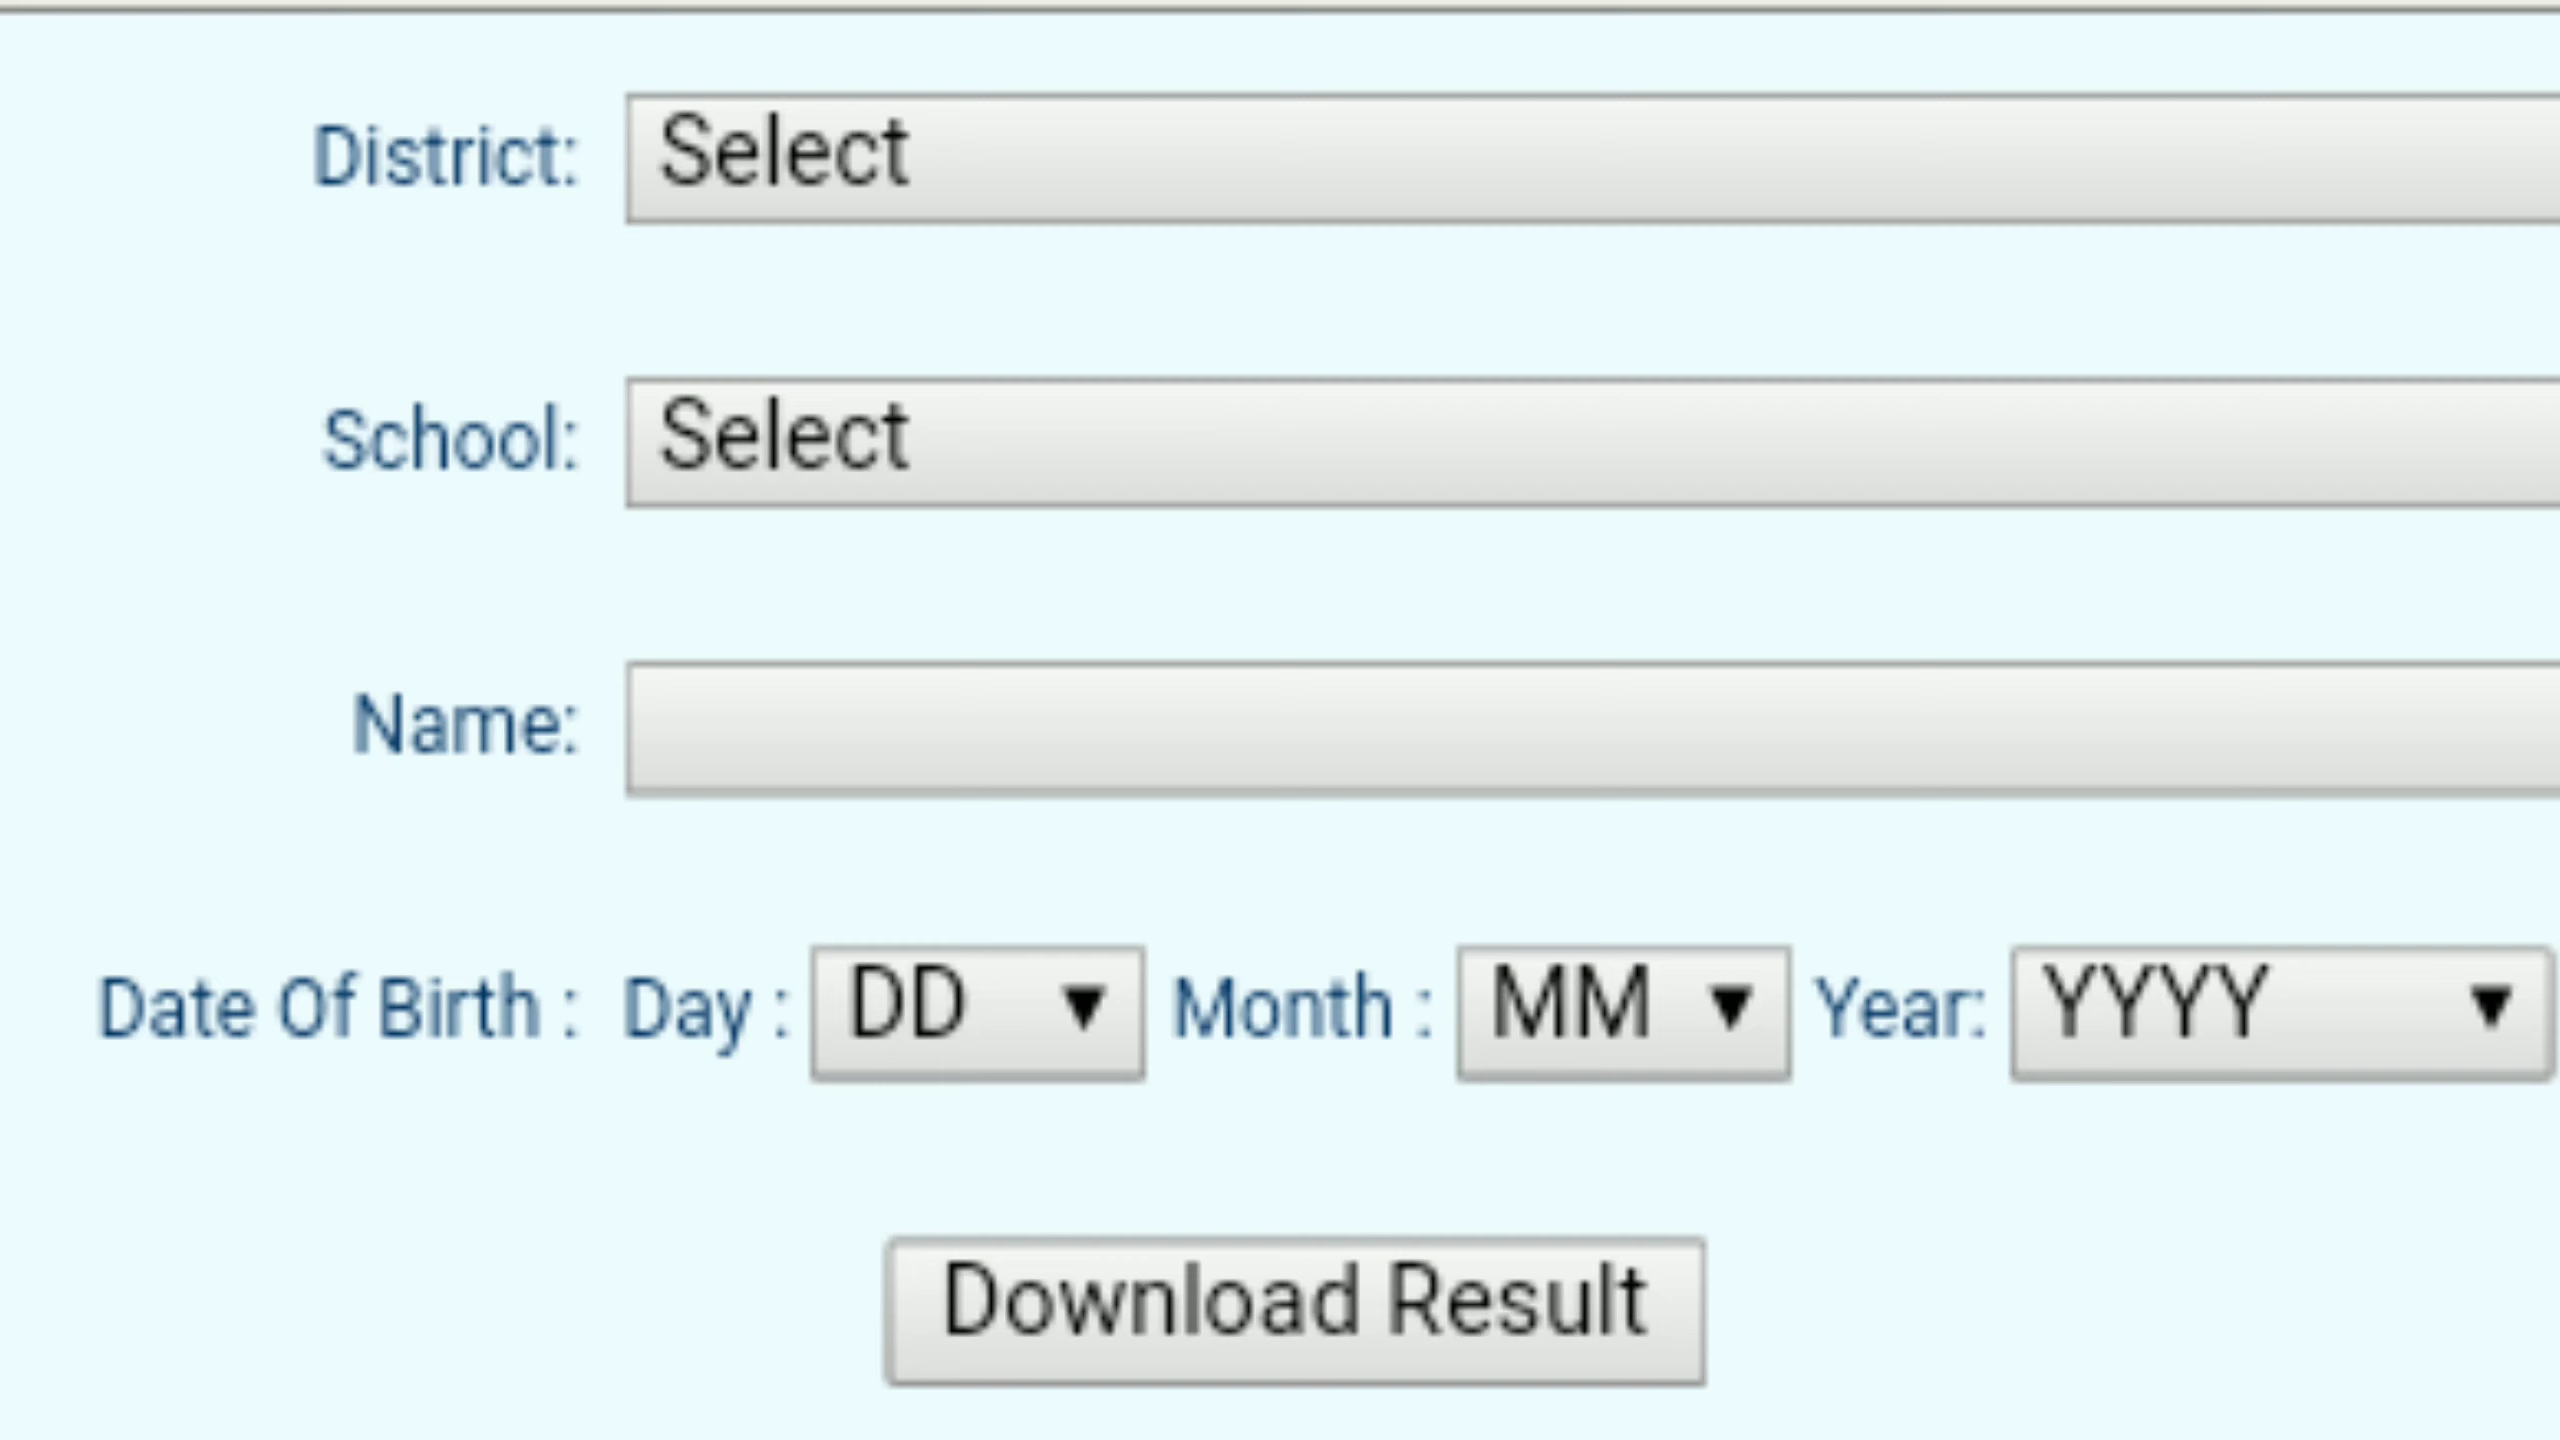 District: Select
School: Select
Name:
Date Of Birth : Day : DD ▼ Month : MM ▼ Year: YYYY ▼
Download Result